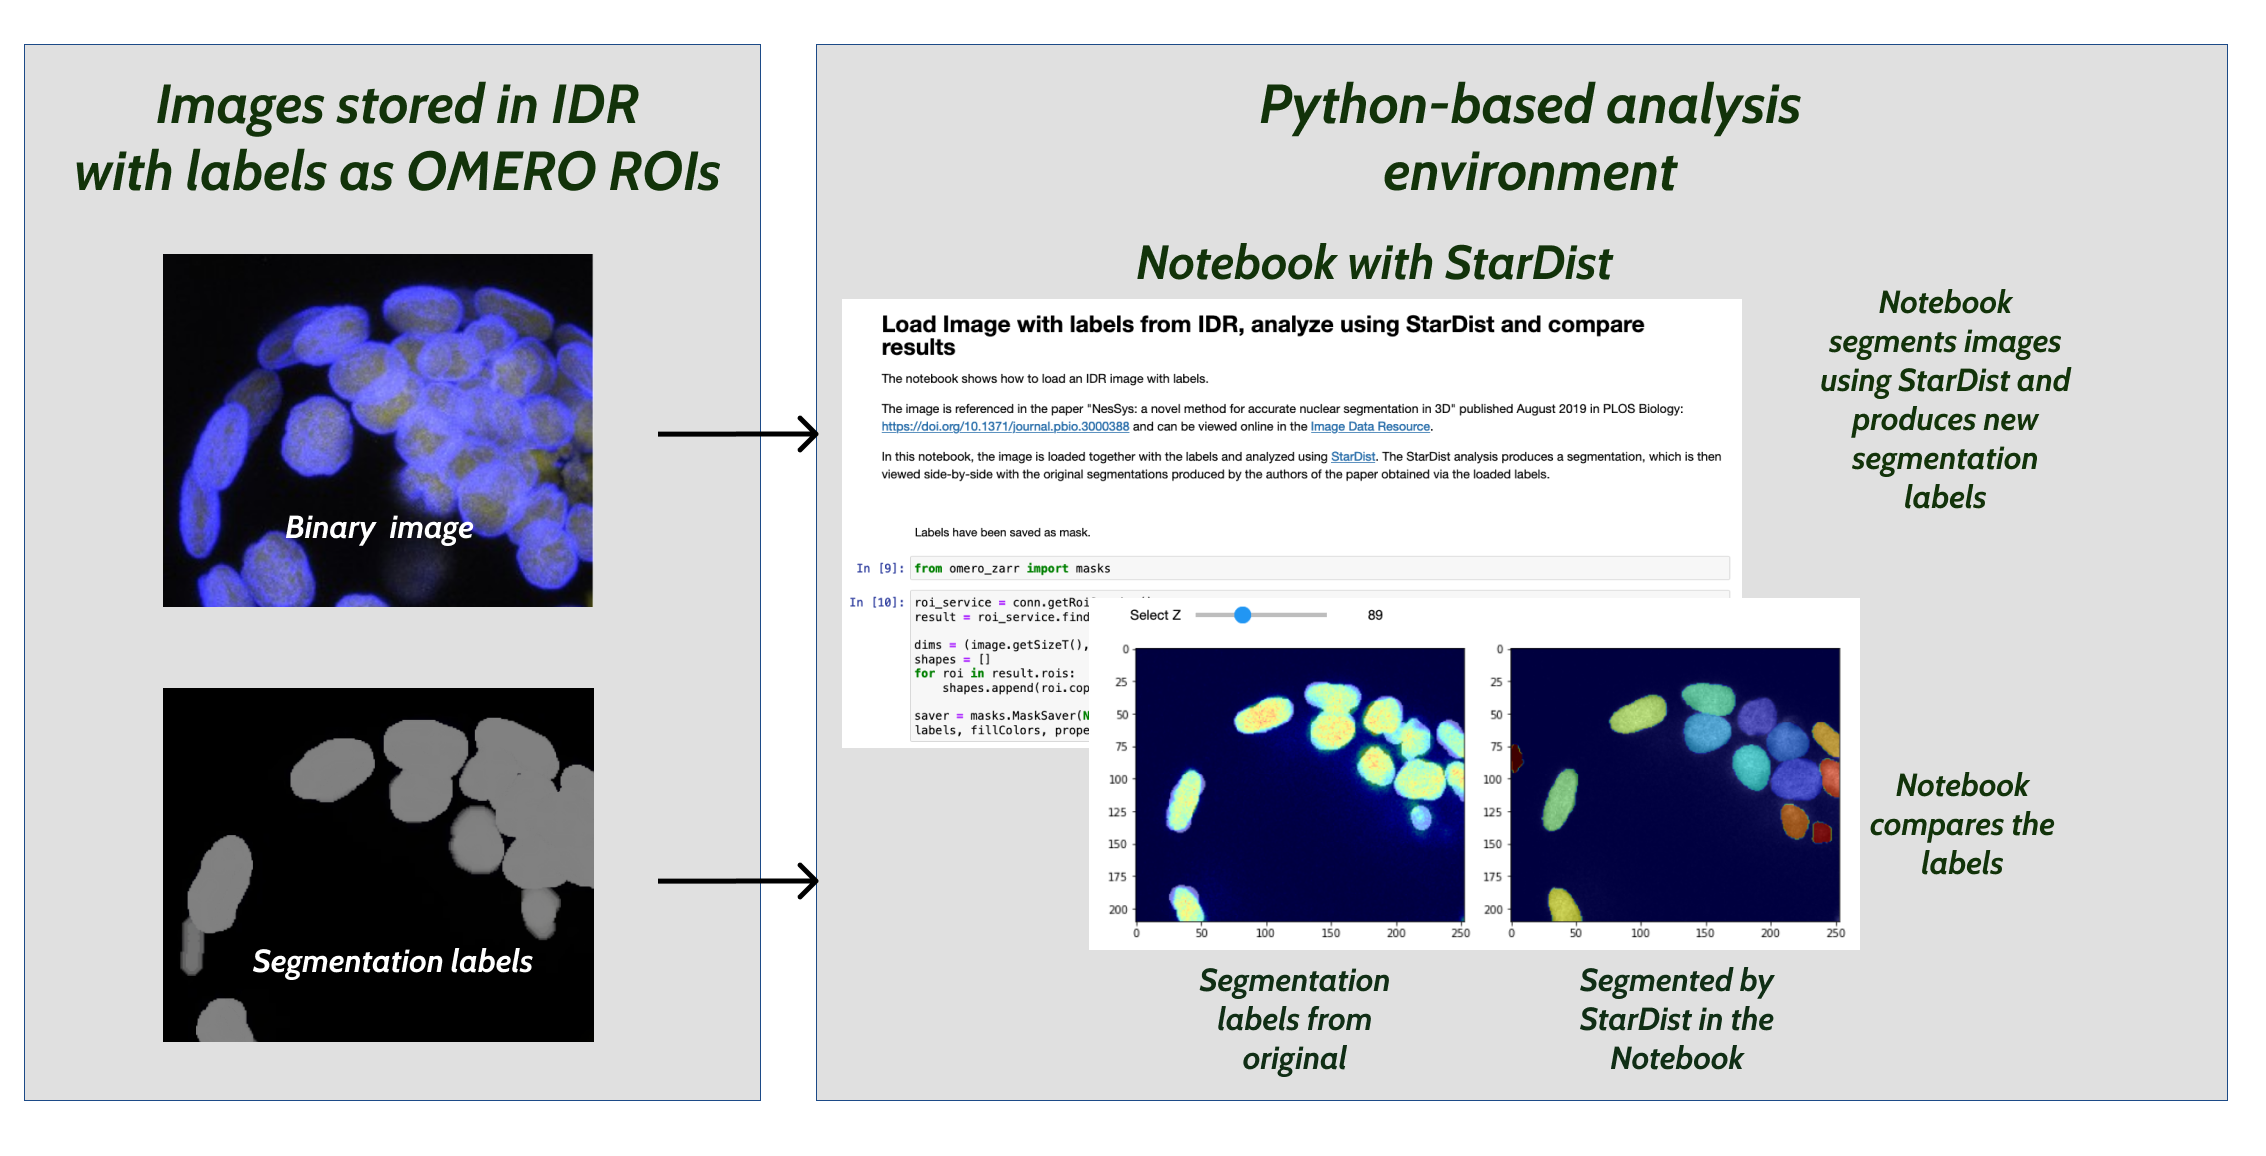 Images stored in IDR
with labels as OMERO ROIs
Binary image
Segmentation labels
Python-based analysis
environment
Notebook with StarDist
Load Image with labels from IDR, analyze using StarDist and compare
results
The notebook shows how to load an IDR image with labels.
The image is referenced in the paper "NesSys: a novel method for accurate nuclear segmentation in 3D" published August 2019 in PLOS Biology:
https://doi.org/10.1371/journal.pbio.3000388 and can be viewed online in the Image Data Resource.
In this notebook, the image is loaded together with the labels and analyzed using StarDist. The StarDist analysis produces a segmentation, which is then
viewed side-by-side with the original segmentations produced by the authors of the paper obtained via the loaded labels.
Labels have been saved as mask.
In [9]: from omero_zarr import masks
In [10]: roi_service = conn.getRoi
result = roi_service.find
dims = (image.getSizeT(),
shapes = []
for roi in result.rois:
shapes.append(roi.cop
saver = masks.MaskSaver(N
labels, fillColors, prope
Select Z 89
0
25
50
75
100
125
150
175
200
0 50 100 150 200 250
0
25
50
75
100
125
150
175
200
0 50 100 150 200 250
Segmentation
labels from
original
Segmented by
StarDist in the
Notebook
Notebook
segments images
using StarDist and
produces new
segmentation
labels
Notebook
compares the
labels